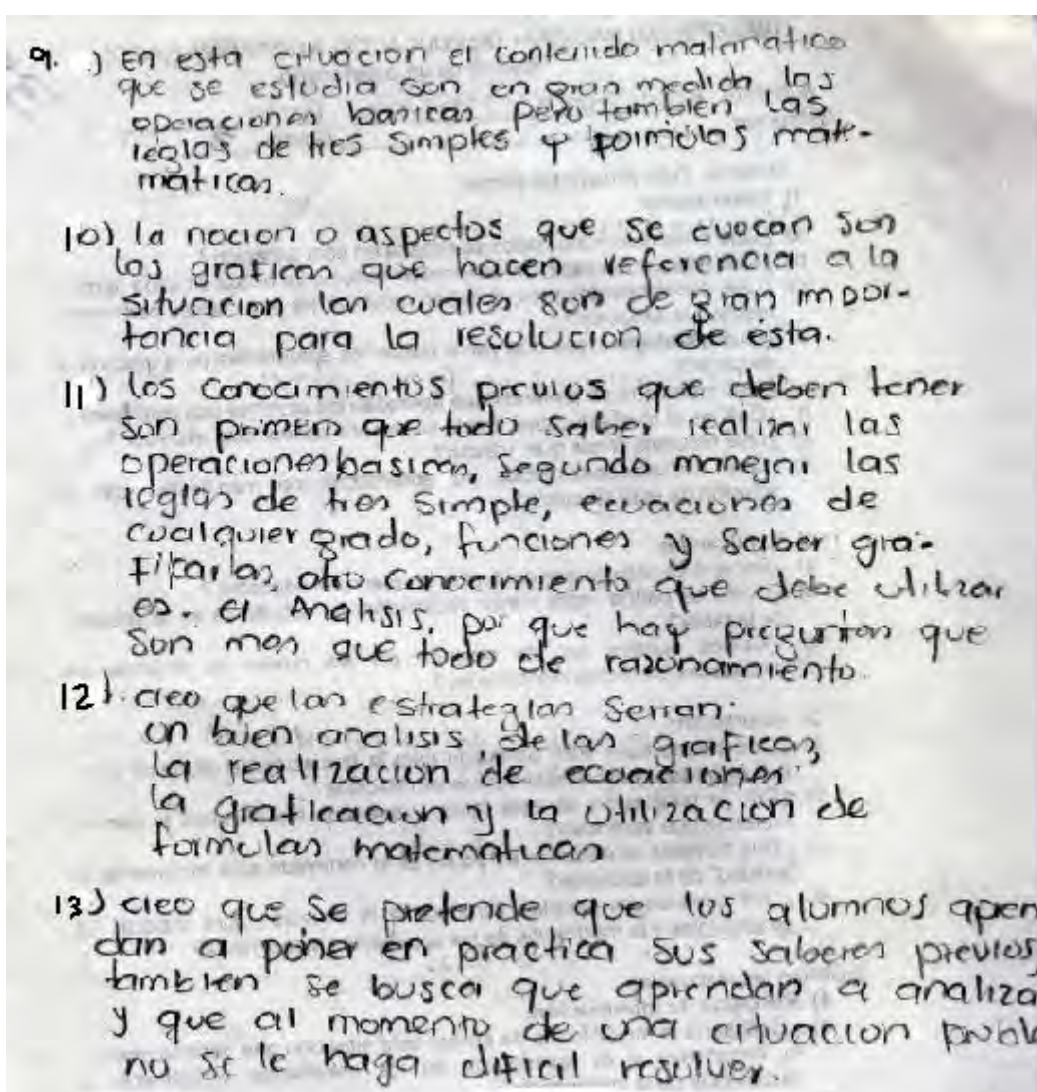 9. .) En esta cituacion el contenido matematico
que se estudia son en gran medida, las
operaciones basicas pero tambien las
reglas de tres simples y formulas mate-
maticas.
10) la nocion o aspectos que se evocan son
las graficas que hacen referencia a la
situacion las cuales son de gran impor-
tancia para la resolucion de ésta.
11) los conocimientos previos que deben tener
son primero que todo saber realizar las
operaciones basicas, segundo manejar las
reglas de tres simple, ecuaciones de
cualquier grado, funciones y saber gra-
ficarlas, otro conocimiento que debe utilizar
es. el Analisis, por que hay preguntas que
son mas que todo de razonamiento.
12) creo que las estrategias serian:
un buen analisis de las graficas,
la realizacion de ecuaciones
la graficacion y la utilizacion de
formulas matematicas
13) creo que se pretende que los alumnos apren
dan a poner en practica sus saberes previos,
tambien se busca que aprendan a analiza
y que al momento de una cituacion proble
no se le haga dificil resolver.